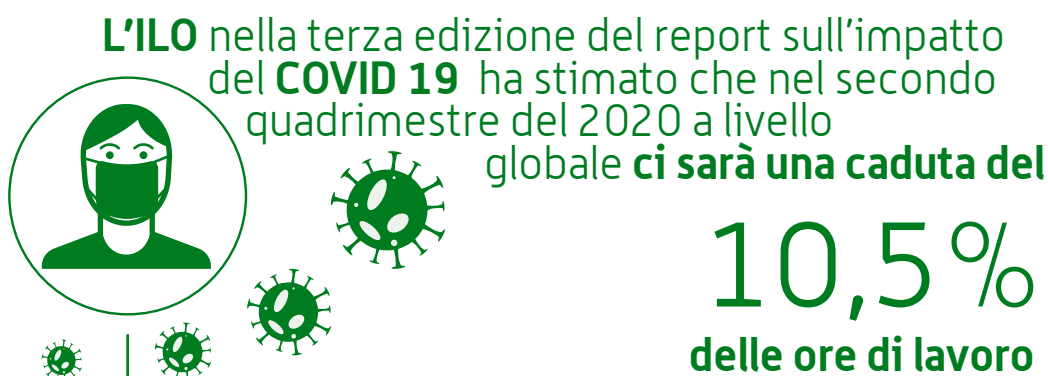 L'ILO nella terza edizione del report sull'impatto
del COVID 19 ha stimato che nel secondo
quadrimestre del 2020 a livello
globale ci sarà una caduta del
10,5%
delle ore di lavoro